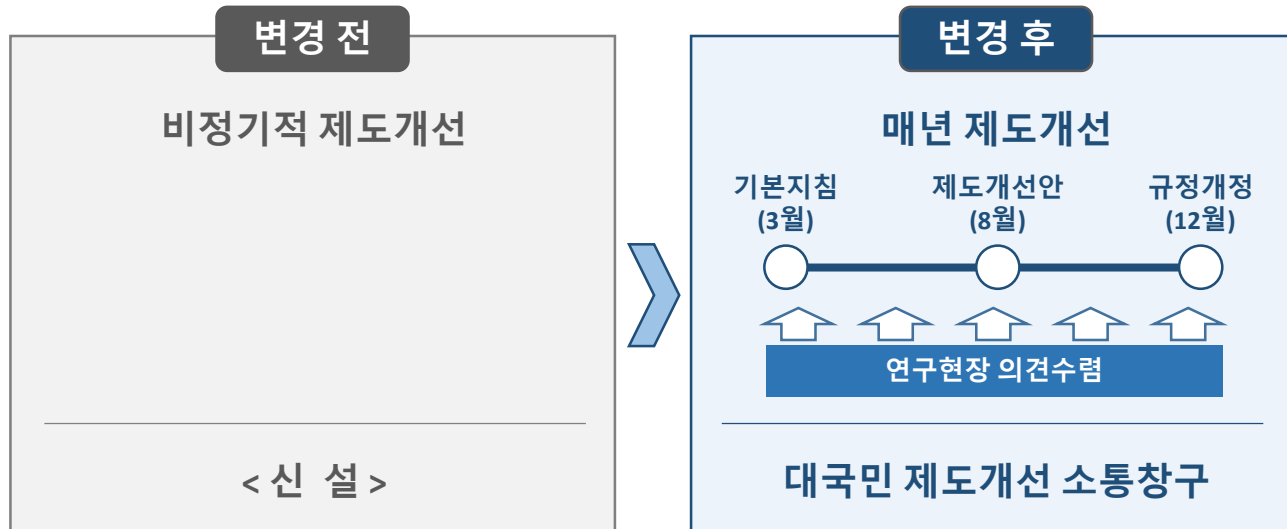 변경 전
비정기적 제도개선
< 신 설 >
변경 후
매년 제도개선
기본지침
(3월)
제도개선안
(8월)
규정개정
(12월)
연구현장 의견수렴
대국민 제도개선 소통창구